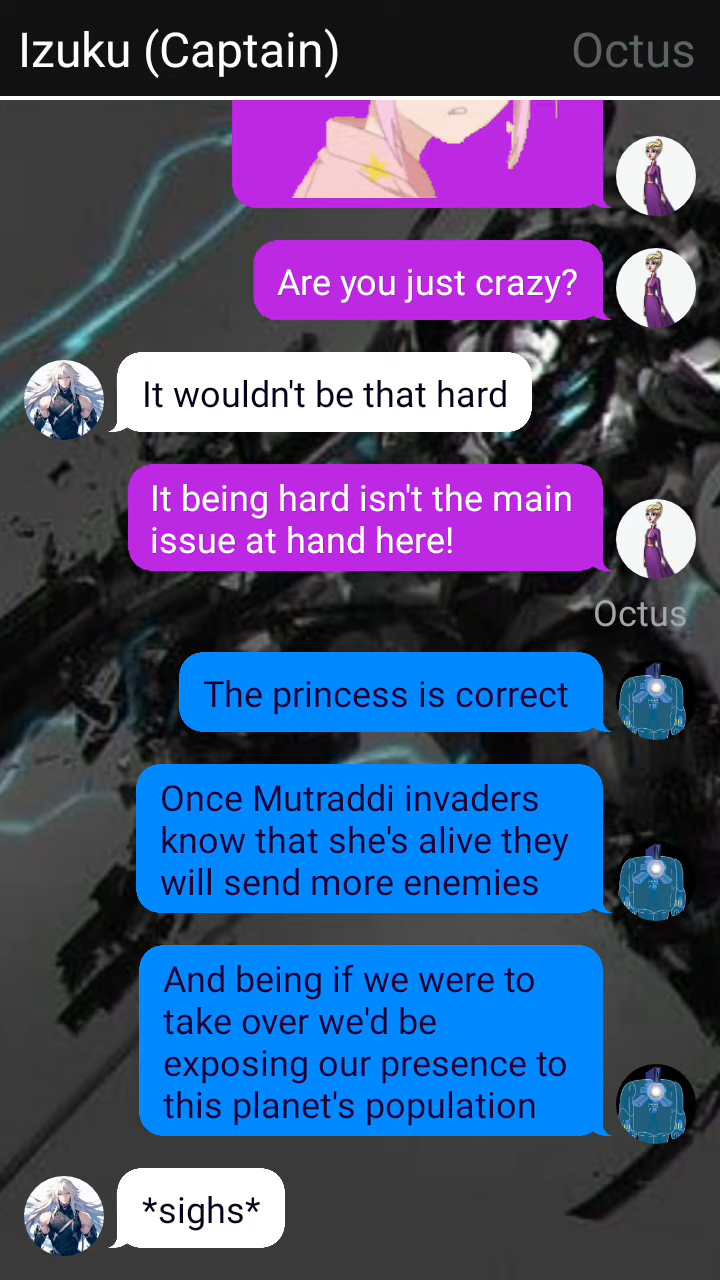 Izuku (Captain) Octus
Are you just crazy?
It wouldn't be that hard
It being hard isn't the main
issue at hand here!
Octus
The princess is correct
Once Mutraddi invaders
know that she's alive they
will send more enemies
And being if we were to
take over we'd be
exposing our presence to
this planet's population
*sighs*